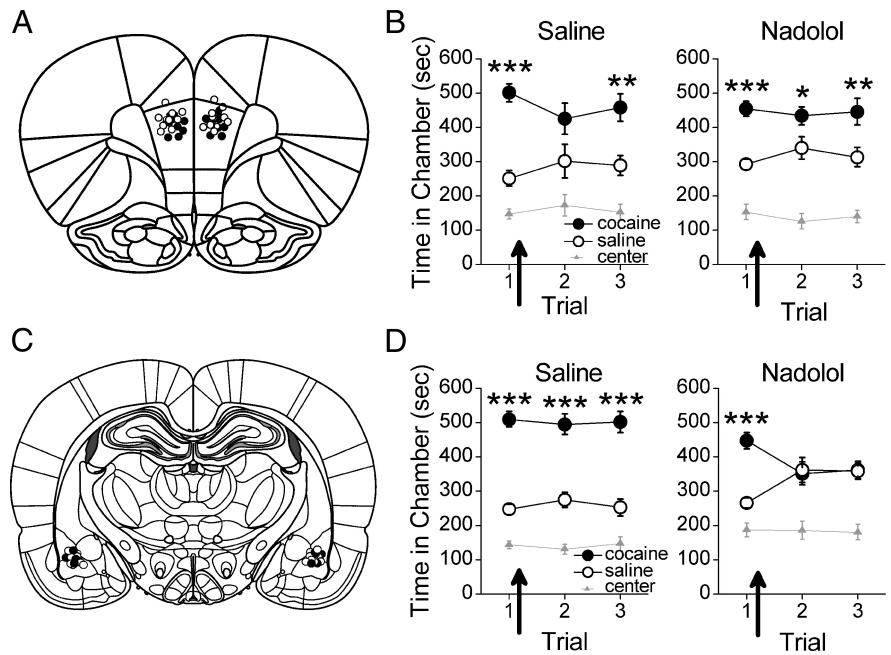 A
B
Saline
Nadolol
Time in Chamber (sec)
600
500
400
300
200
100
0
***
**
cocaine
saline
center
1
2
3
Trial
600
500
400
300
200
100
0
***
*
**
1
2
3
Trial
C
D
Saline
Nadolol
Time in Chamber (sec)
600
500
400
300
200
100
0
*** *** ***
cocaine
saline
center
1
2
3
Trial
600
500
400
300
200
100
0
***
1
2
3
Trial